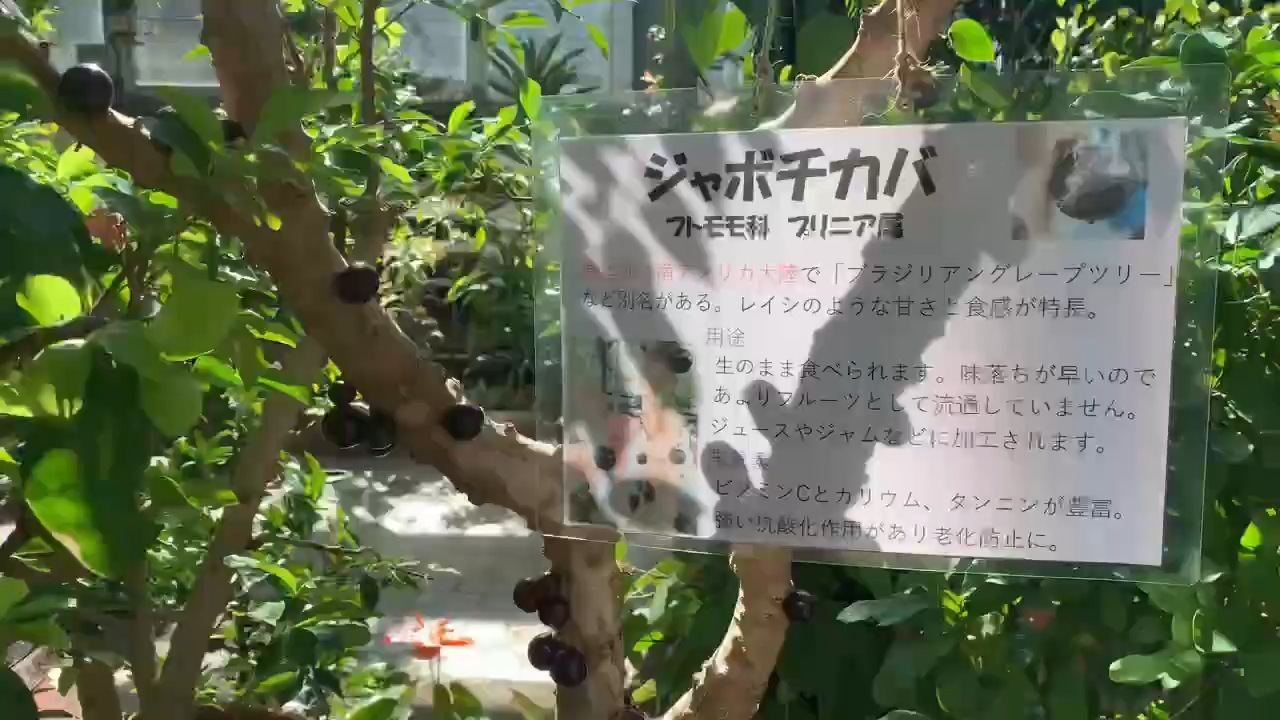 ジャボチカバ
フトモモ科 ブリニア属
南アメリカ大陸で「ブラジリアングレープツリー」
など別名がある。レイシのような甘さと食感が特長。
用途
生のまま食べられます。味落ちが早いので
あまりフルーツとして流通していません。
ジュースやジャムなどに加工されます。
ビタミンCとカリウム、タンニンが豊富。
強い抗酸化作用があり老化防止に。